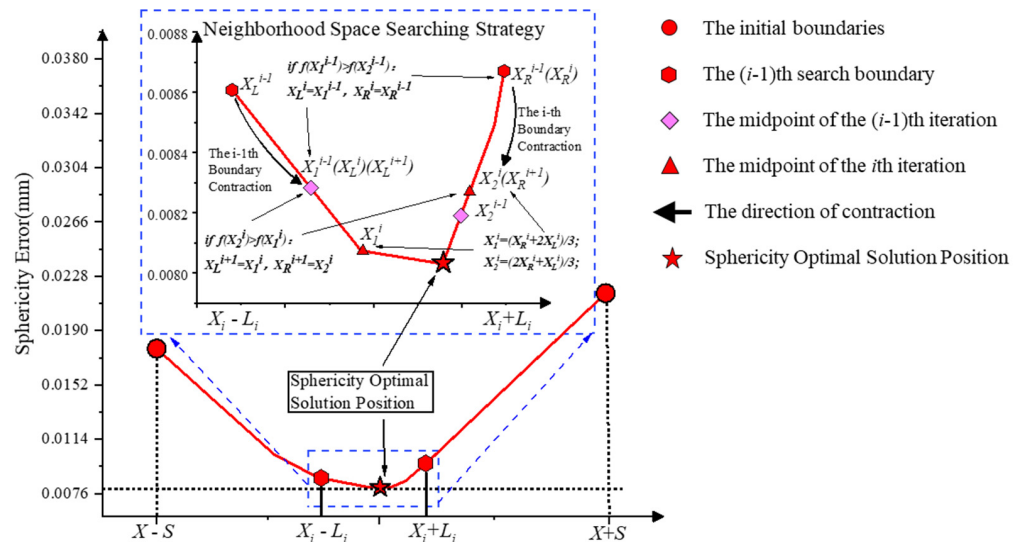 Neighborhood Space Searching Strategy
0.0088
0.0086
0.0084
0.0082
0.0080
X_L^{i-1}
if f(X_1^{i-1})>f(X_2^{i-1}):
X_L^i=X_1^{i-1}, X_R^i=X_R^{i-1}
X_R^{i-1}(X_R^i)
The i-th
Boundary
Contraction
The i-1th
Boundary
Contraction
X_1^{i-1}(X_L^i)(X_L^{i+1})
X_2^i(X_R^{i+1})
X_2^{i-1}
X_1^i
if f(X_2^i)>f(X_1^i):
X_L^{i+1}=X_1^i, X_R^{i+1}=X_2^i
X_1^i=(X_R^i+2X_L^i)/3;
X_2^i=(2X_R^i+X_L^i)/3;
X_i - L_i
X_i+L_i
Sphericity Optimal
Solution Position
Sphericity Error(mm)
0.0380
0.0342
0.0304
0.0266
0.0228
0.0190
0.0152
0.0114
0.0076
X - S
X_i - L_i
X_i+L_i
X+S
The initial boundaries
The (i-1)th search boundary
The midpoint of the (i-1)th iteration
The midpoint of the ith iteration
The direction of contraction
Sphericity Optimal Solution Position